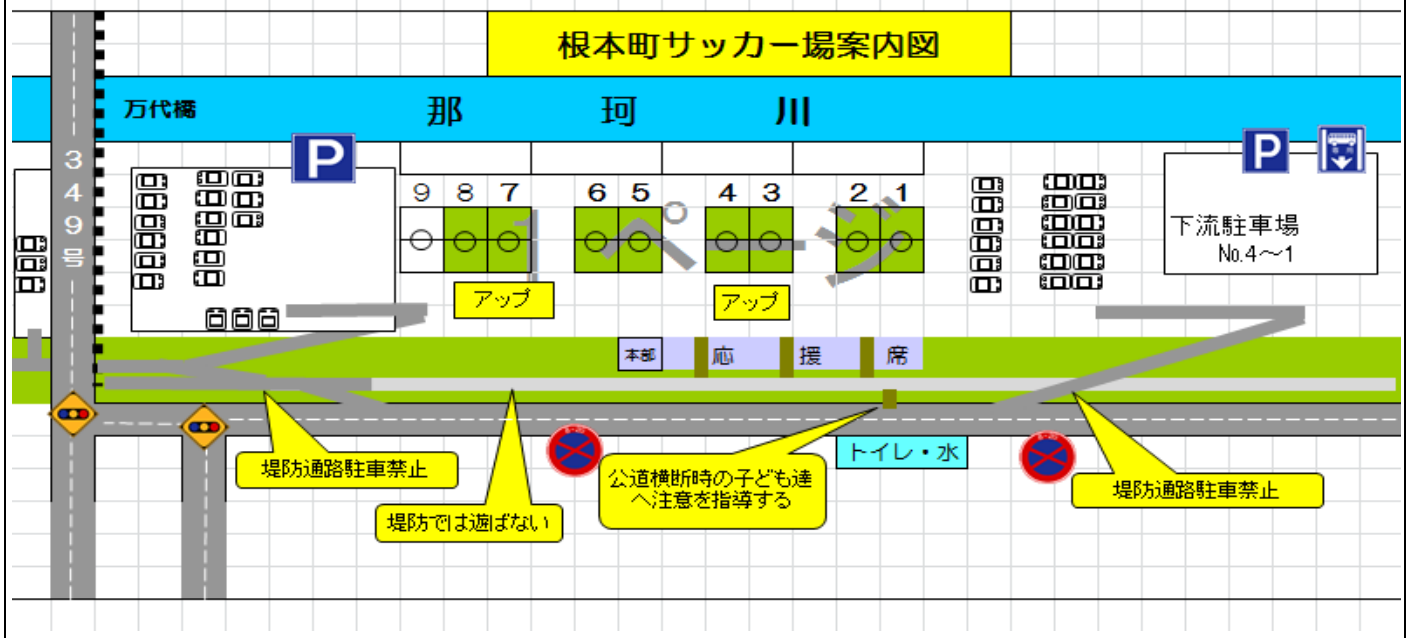 根本町サッカー場案内図
万代橋
那珂川
349号
P
P
9 8 7 6 5 4 3 2 1
1ページ
下流駐車場
No.4~1
アップ
アップ
本部
応援席
トイレ・水
堤防通路駐車禁止
公道横断時の子ども達
へ注意を指導する
堤防通路駐車禁止
堤防では遊ばない